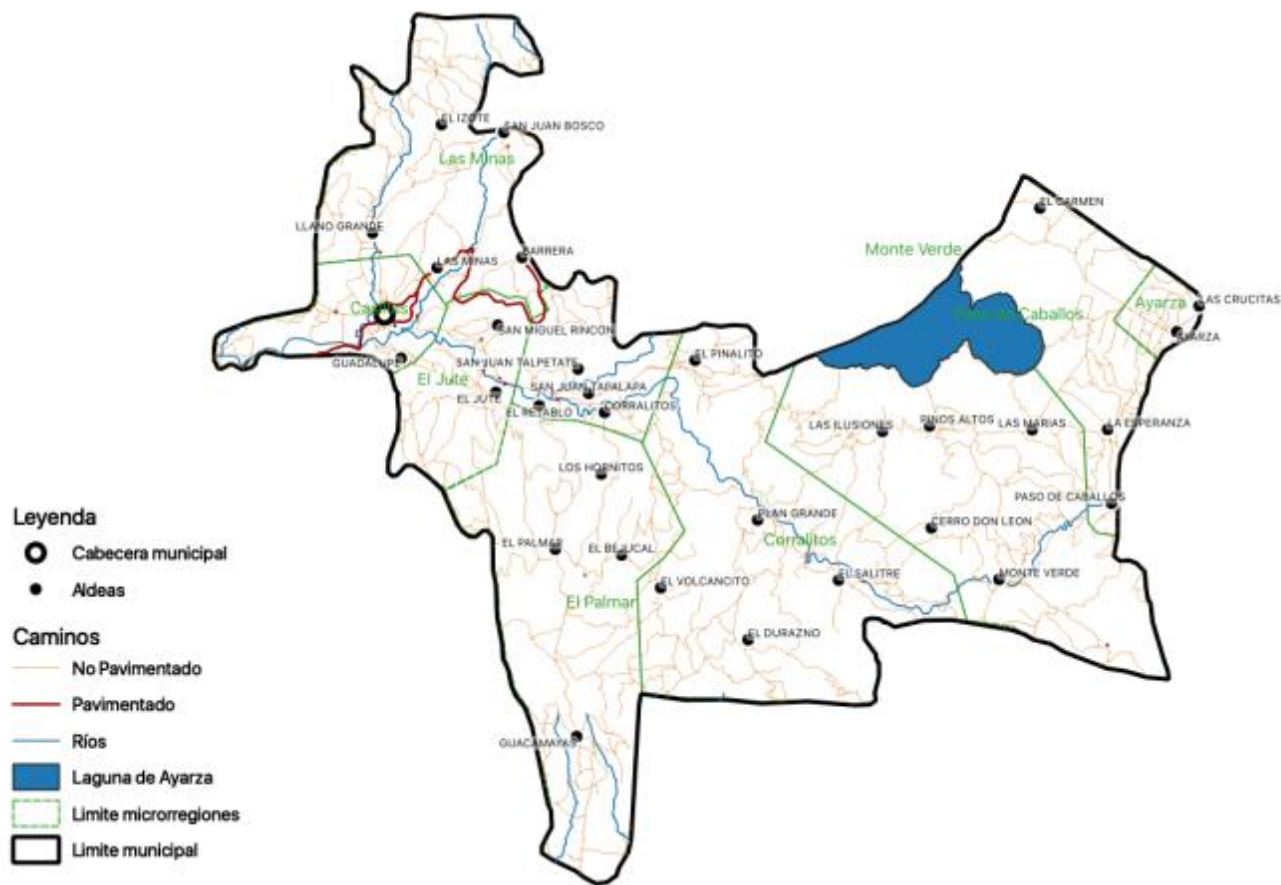 EL IZOTE
SAN JUAN BOSCO
Las Minas
EL CARMEN
LLANO GRANDE
Monte Verde
BARRERA
LAS MINAS
Ayarza
LAS CRUCITAS
Paso de Caballos
SAN MIGUEL RINCON
AYARZA
GUADALUPE
SAN JUAN TALPETATE
EL PINALITO
El Jute
EL JUTE
SAN JUAN TAPALAPA
EL RETABLO
CORRALITOS
LAS ILUSIONES
PINOS ALTOS
LAS MARIAS
LA ESPERANZA
LOS HORNITOS
PASO DE CABALLOS
PLAN GRANDE
CERRO DON LEON
Corralitos
EL PALMAR
EL BEJUCAL
EL VOLCANCITO
EL SALITRE
MONTE VERDE
El Palmar
EL DURAZNO
GUACAMAYAS
Leyenda
Cabecera municipal
Aldeas
Caminos
No Pavimentado
Pavimentado
Ríos
Laguna de Ayarza
Limite microrregiones
Limite municipal